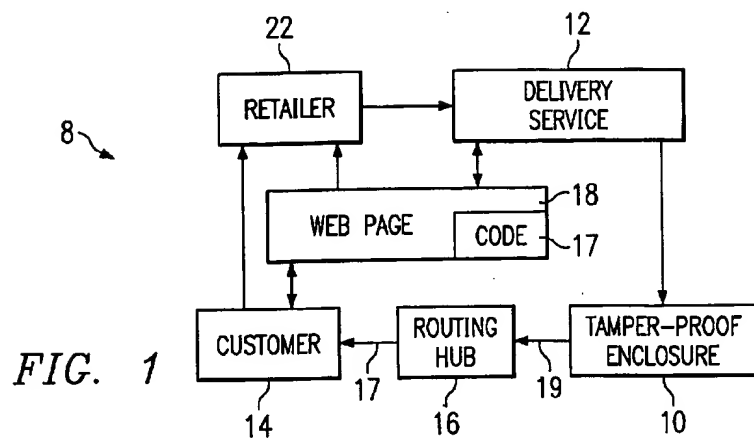 22
12
RETAILER
DELIVERY
SERVICE
8
18
WEB PAGE
CODE
17
CUSTOMER
ROUTING
HUB
TAMPER-PROOF
ENCLOSURE
17
19
FIG. 1
14
16
10